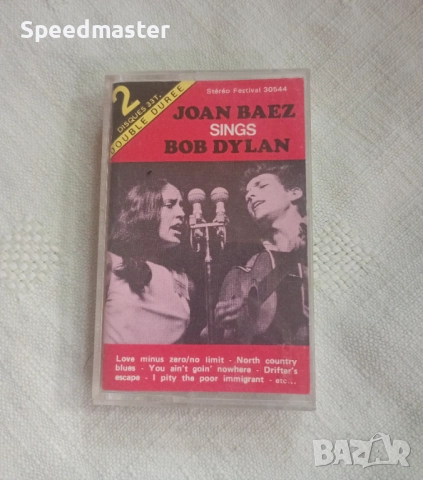 Speedmaster
2
DISQUES 33T.
DOUBLE DUREE
Stéréo Festival 30544
JOAN BAEZ
SINGS
BOB DYLAN
Love minus zero/no limit - North country
blues - You ain't goin' nowhere - Drifter's
escape - I pity the poor immigrant - etc...
BAZAR